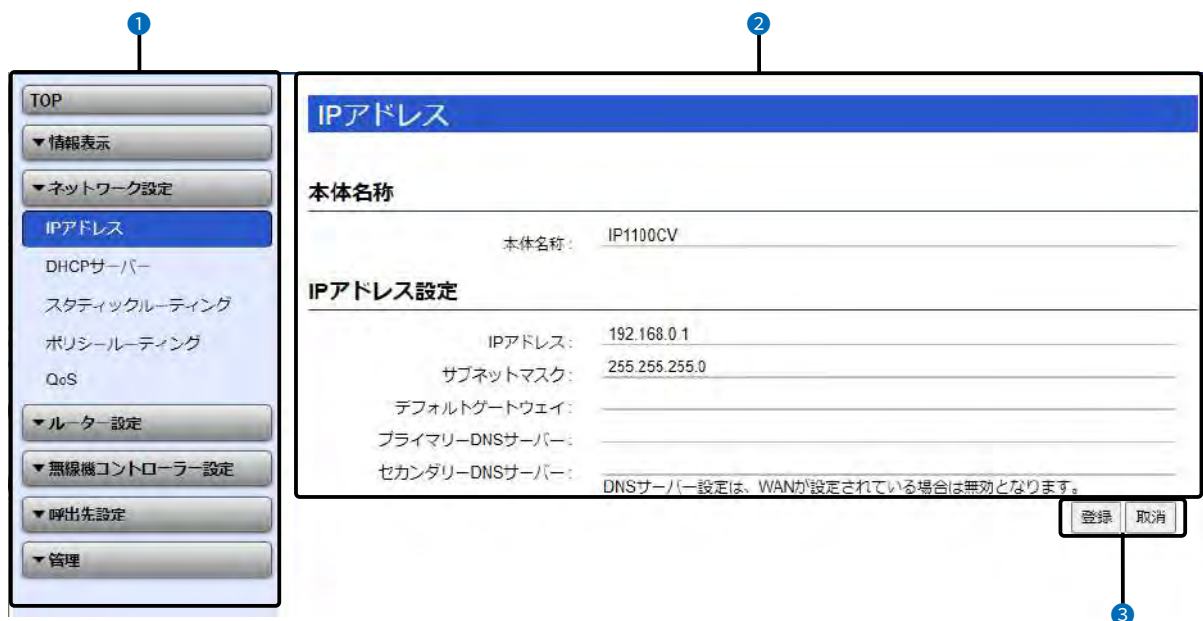 1
2
TOP
▼情報表示
▼ネットワーク設定
IPアドレス
DHCPサーバー
スタティックルーティング
ポリシールーティング
QoS
▼ルーター設定
▼無線機コントローラー設定
▼呼出先設定
▼管理
IPアドレス
本体名称
本体名称: IP1100CV
IPアドレス設定
IPアドレス: 192.168.0.1
サブネットマスク: 255.255.255.0
デフォルトゲートウェイ:
プライマリーDNSサーバー:
セカンダリーDNSサーバー:
DNSサーバー設定は、WANが設定されている場合は無効となります。
登録 取消
3